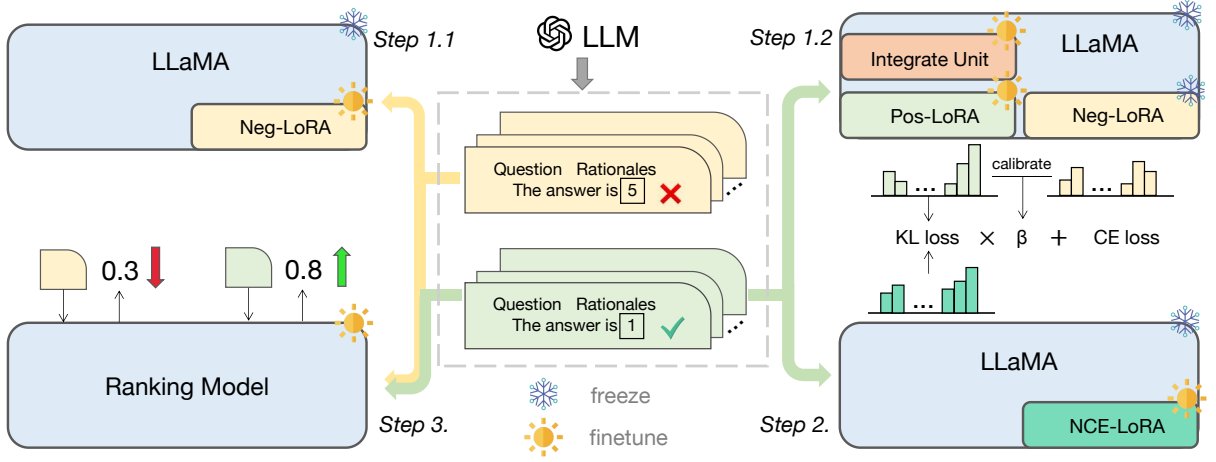 LLaMA
Neg-LoRA
Step 1.1
LLM
Step 1.2
LLaMA
Integrate Unit
Pos-LoRA
Neg-LoRA
Question Rationales
The answer is 5
...
calibrate
... ...
KL loss × β + CE loss
...
0.3
0.8
Ranking Model
Question Rationales
The answer is 1
...
Step 3.
freeze
finetune
Step 2.
LLaMA
NCE-LoRA